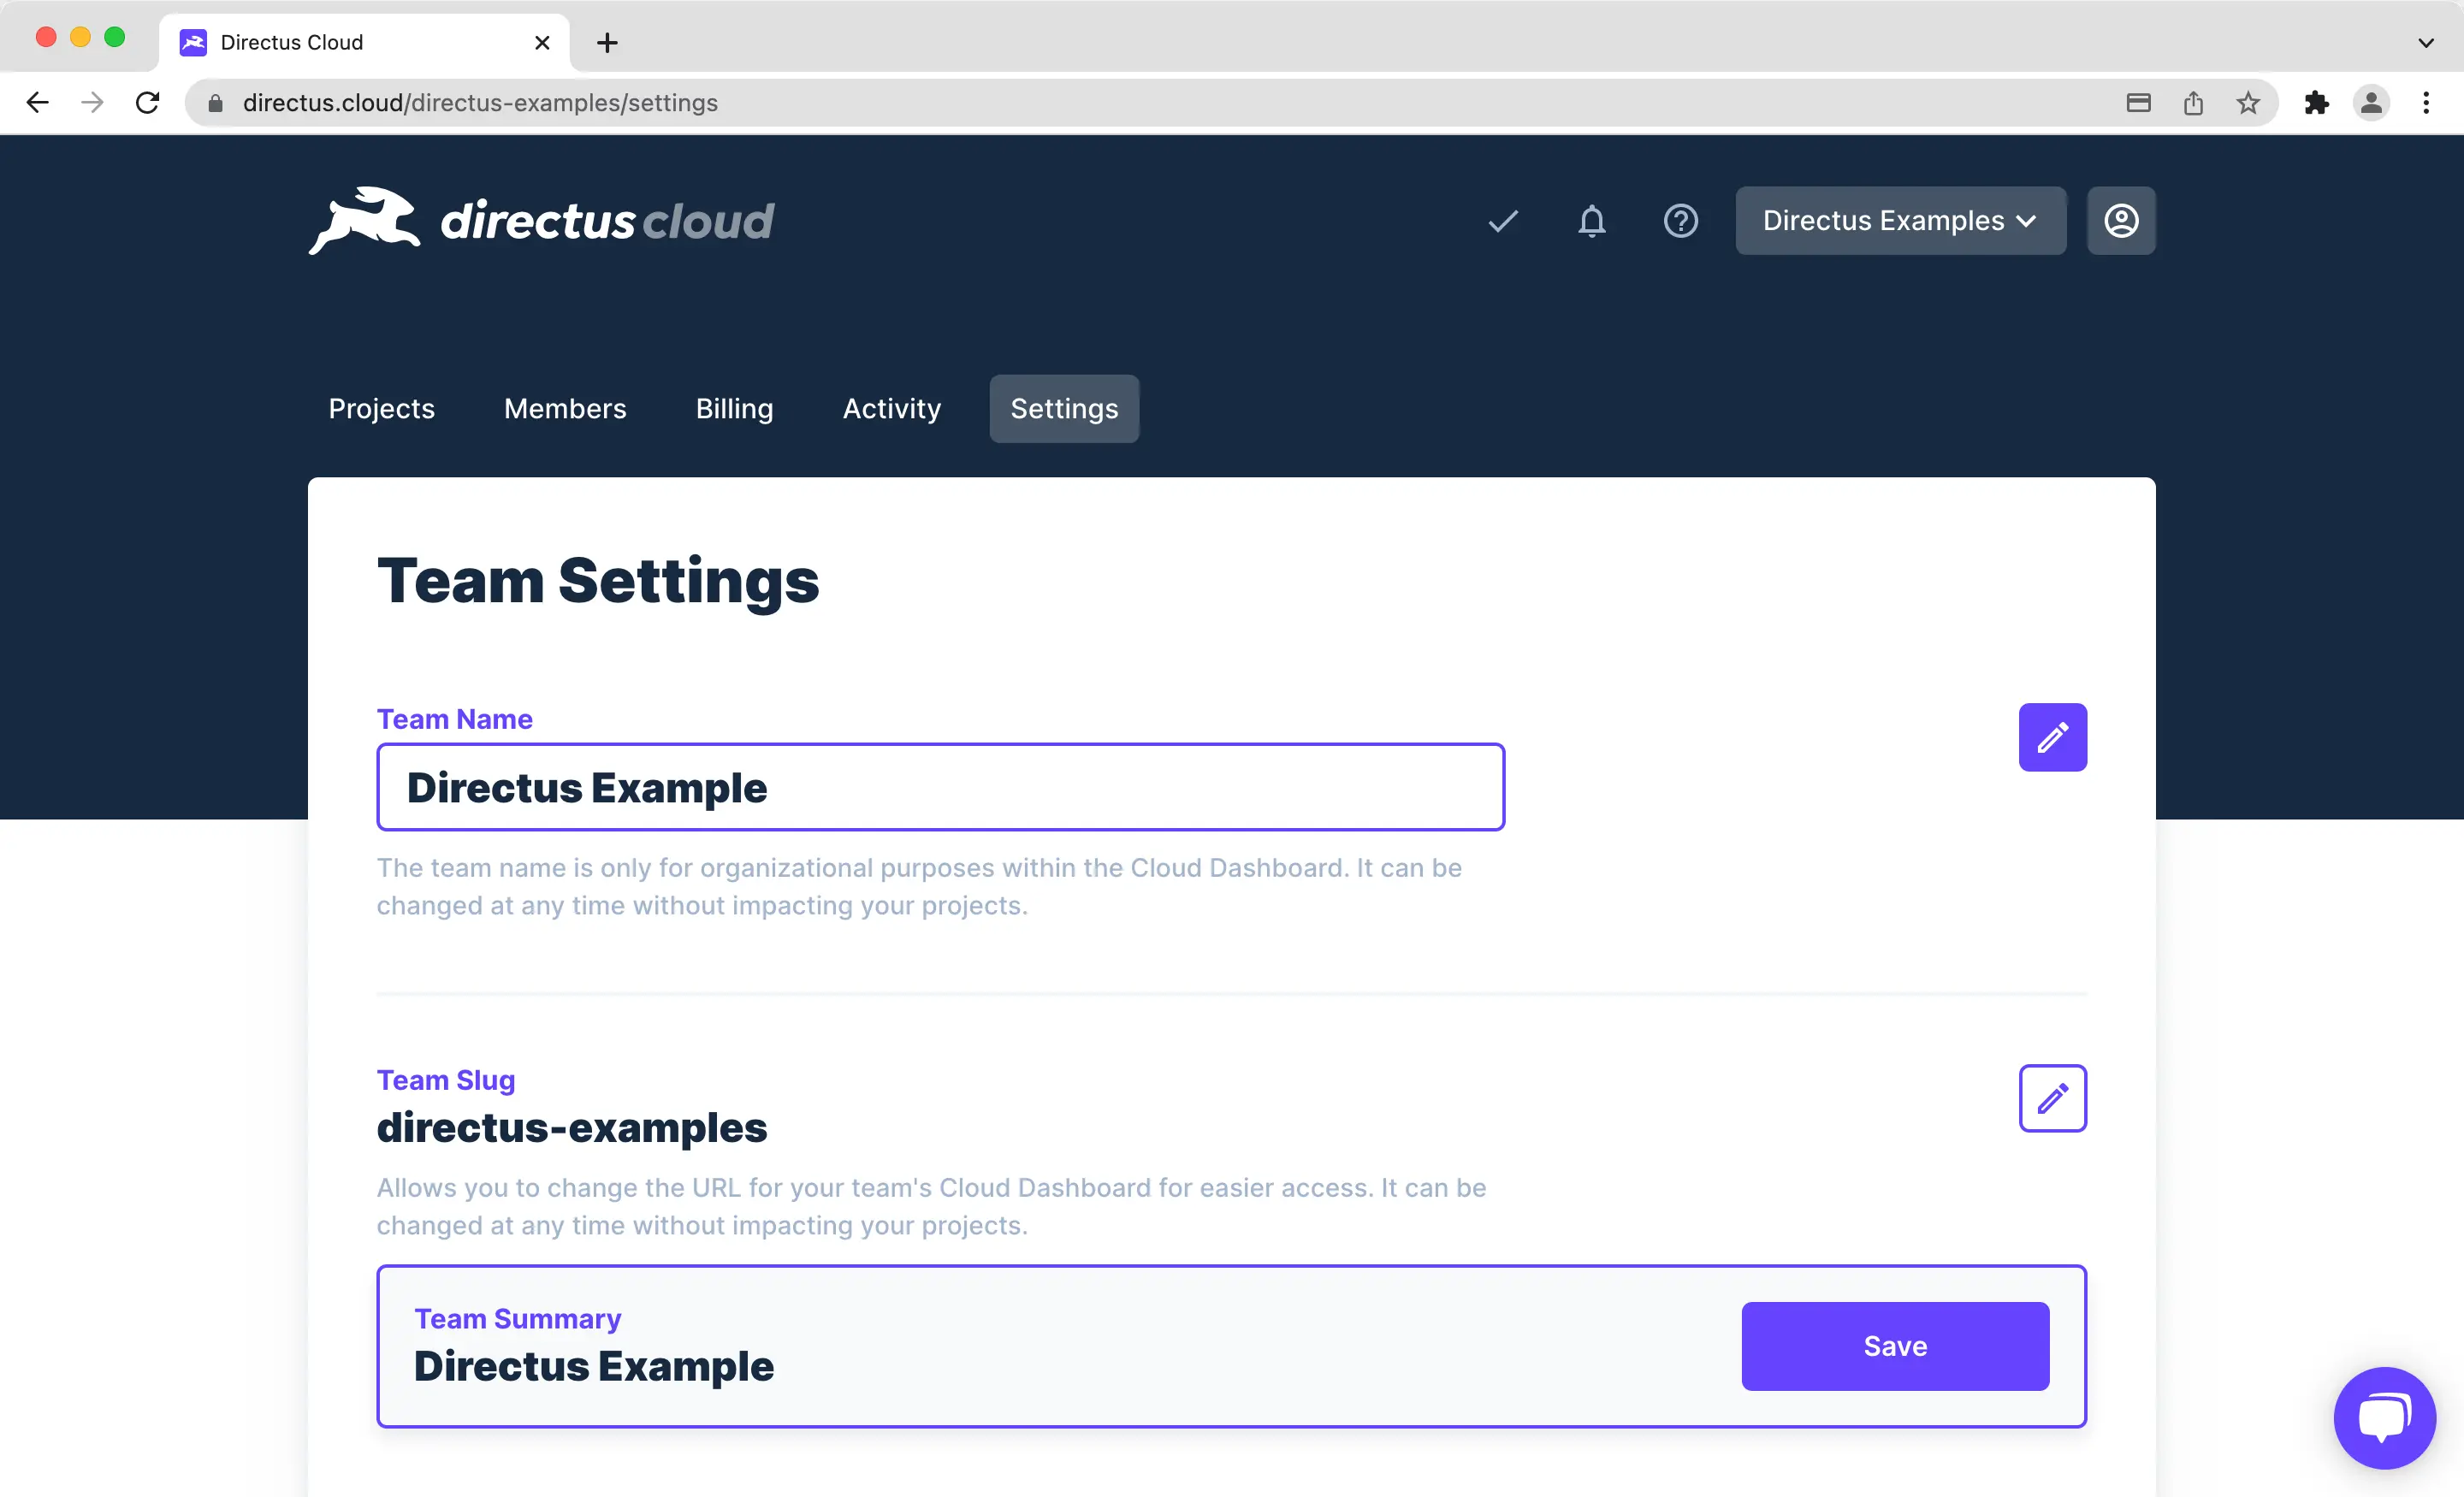 Directus Cloud
directus.cloud/directus-examples/settings
directus cloud
Directus Examples
Projects Members Billing Activity Settings
Team Settings
Team Name
Directus Example
The team name is only for organizational purposes within the Cloud Dashboard. It can be
changed at any time without impacting your projects.
Team Slug
directus-examples
Allows you to change the URL for your team's Cloud Dashboard for easier access. It can be
changed at any time without impacting your projects.
Team Summary
Directus Example
Save